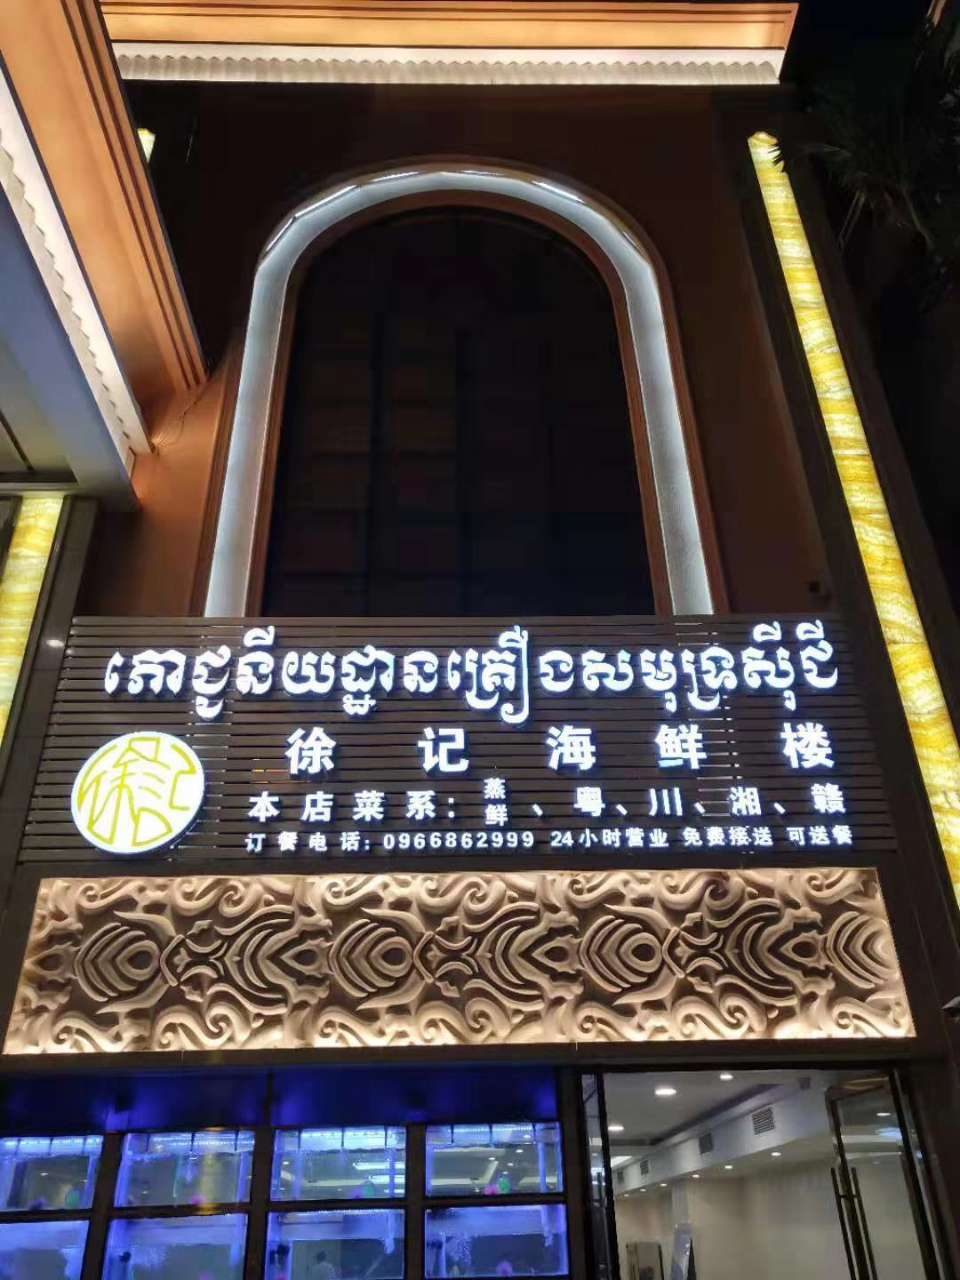 ភោជូនីយដ្ឋានគ្រឿងសមុទ្រស៊ីជី
徐记海鲜楼
徐记
本店菜系：蒸鲜、粤、川、湘、赣
订餐电话：0966862999 24小时营业 免费接送 可送餐